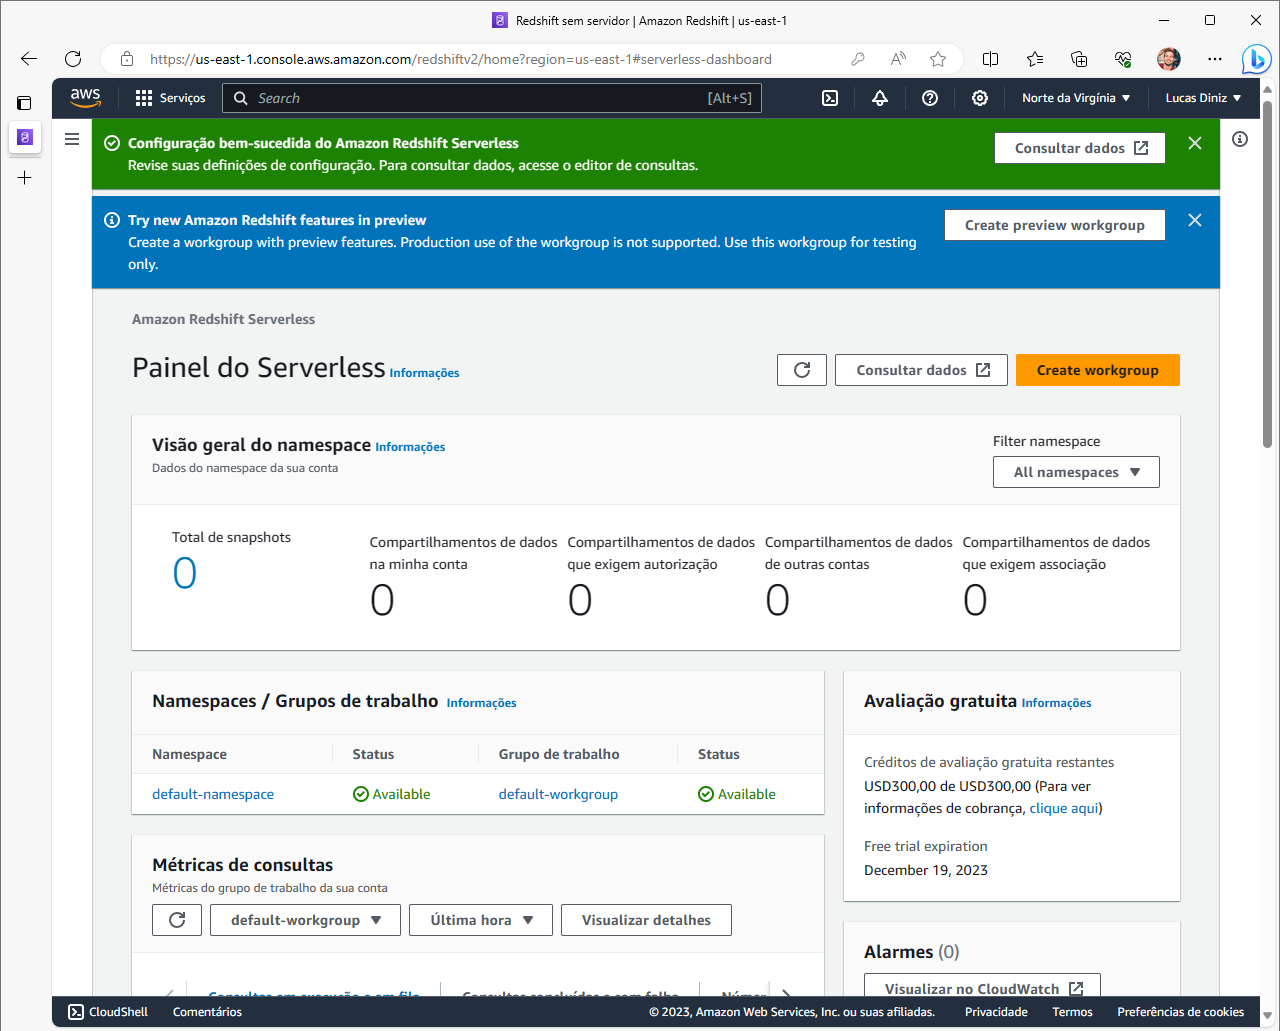 Redshift sem servidor | Amazon Redshift | us-east-1
https://us-east-1.console.aws.amazon.com/redshiftv2/home?region=us-east-1#serverless-dashboard
aws
Serviços
Search
[Alt+S]
Norte da Virgínia
Lucas Diniz
Configuração bem-sucedida do Amazon Redshift Serverless
Revise suas definições de configuração. Para consultar dados, acesse o editor de consultas.
Consultar dados
Try new Amazon Redshift features in preview
Create a workgroup with preview features. Production use of the workgroup is not supported. Use this workgroup for testing
only.
Create preview workgroup
Amazon Redshift Serverless
Painel do Serverless Informações
Consultar dados
Create workgroup
Visão geral do namespace Informações
Dados do namespace da sua conta
Filter namespace
All namespaces
Total de snapshots
0
Compartilhamentos de dados
na minha conta
0
Compartilhamentos de dados
que exigem autorização
0
Compartilhamentos de dados
de outras contas
0
Compartilhamentos de dados
que exigem associação
0
Namespaces / Grupos de trabalho Informações
Namespace Status Grupo de trabalho Status
default-namespace Available default-workgroup Available
Avaliação gratuita Informações
Créditos de avaliação gratuita restantes
USD300,00 de USD300,00 (Para ver
informações de cobrança, clique aqui)
Free trial expiration
December 19, 2023
Métricas de consultas
Métricas do grupo de trabalho da sua conta
default-workgroup
Última hora
Visualizar detalhes
Alarmes (0)
Visualizar no CloudWatch
Consultas em execução e em fila
Consultas concluídas e com falha
Númer
CloudShell
Comentários
© 2023, Amazon Web Services, Inc. ou suas afiliadas.
Privacidade
Termos
Preferências de cookies